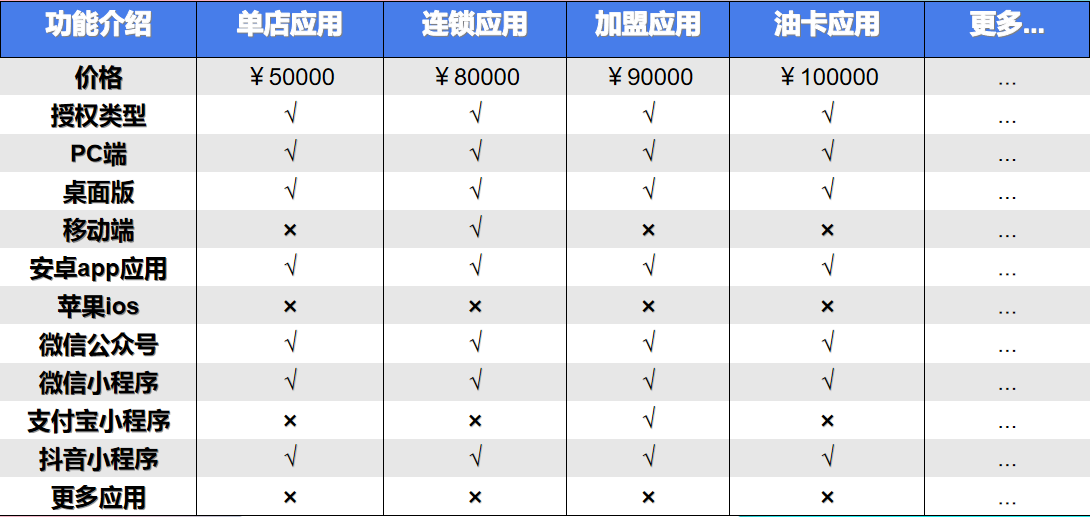 功能介绍 单店应用 连锁应用 加盟应用 油卡应用 更多...
价格 ￥50000 ￥80000 ￥90000 ￥100000 ...
授权类型 √ √ √ √ ...
PC端 √ √ √ √ ...
桌面版 √ √ √ √ ...
移动端 × √ × × ...
安卓app应用 √ √ √ √ ...
苹果ios × × × × ...
微信公众号 √ √ √ √ ...
微信小程序 √ √ √ √ ...
支付宝小程序 × × √ × ...
抖音小程序 √ √ √ √ ...
更多应用 × × × × ...